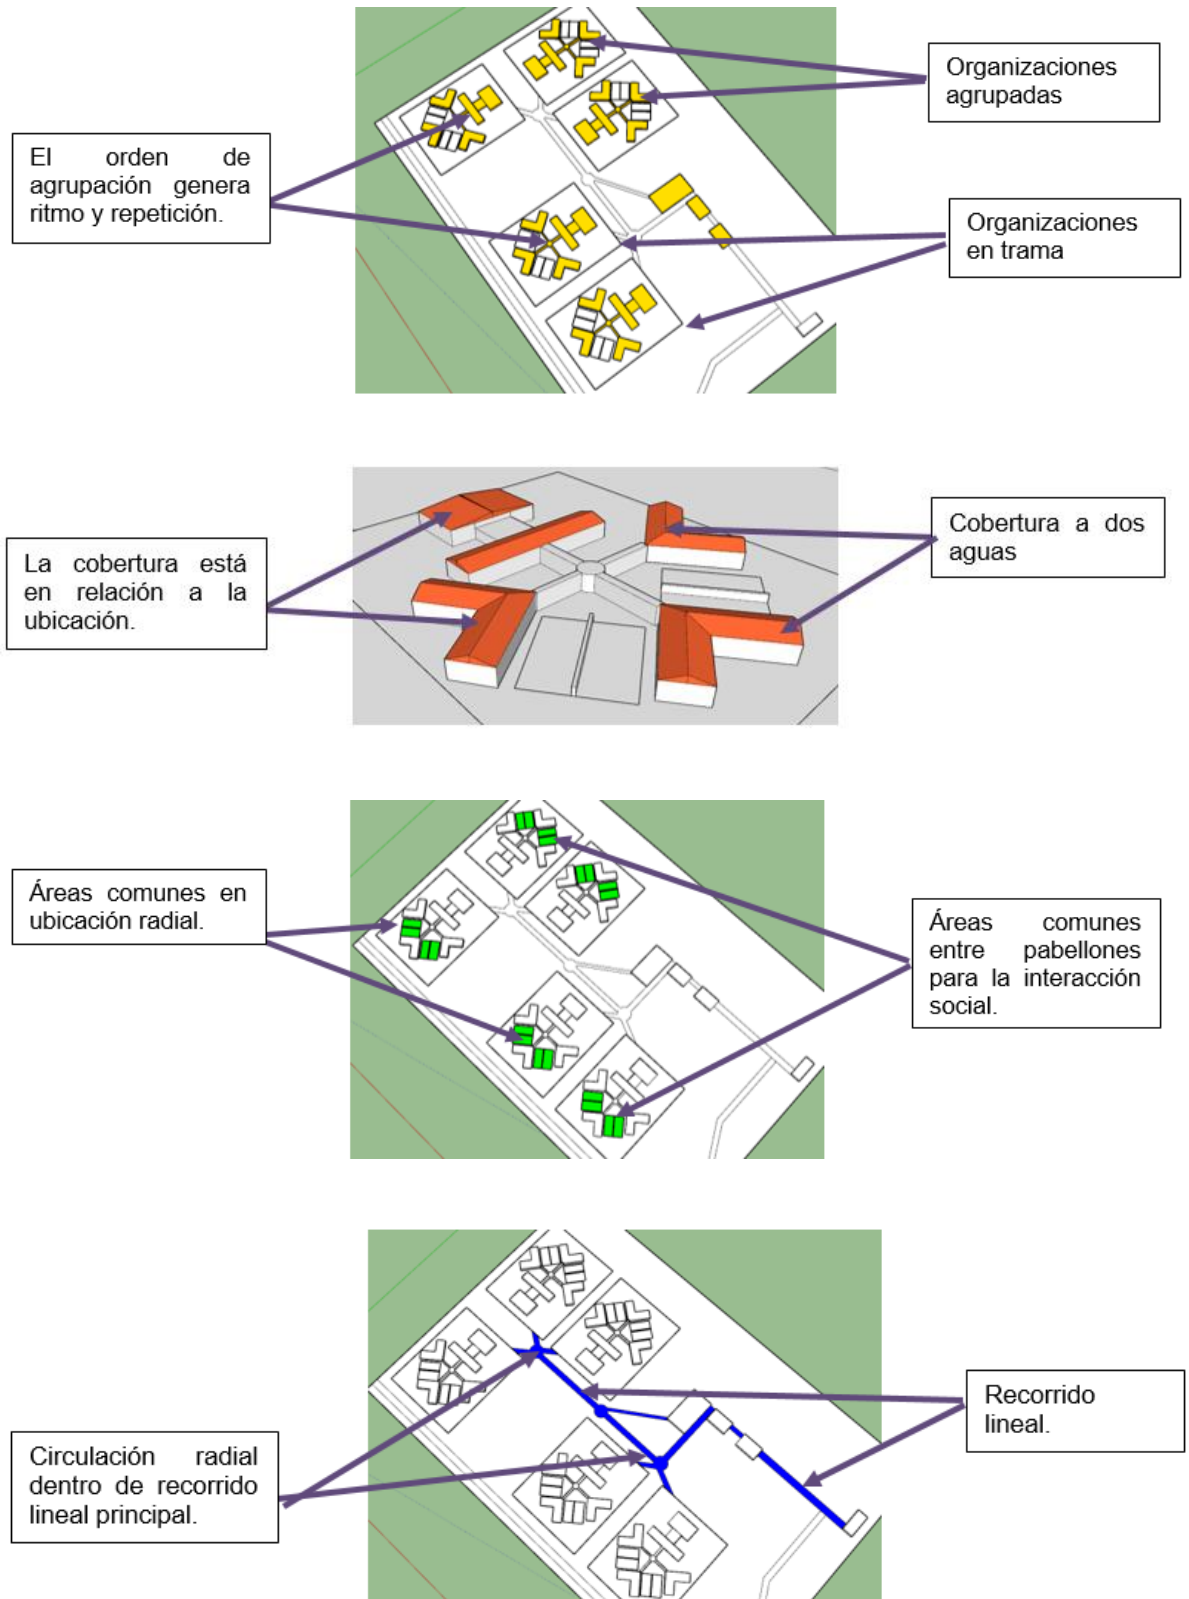 Organizaciones
agrupadas
El orden de
agrupación genera
ritmo y repetición.
Organizaciones
en trama
Cobertura a dos
aguas
La cobertura está
en relación a la
ubicación.
Áreas comunes en
ubicación radial.
Áreas comunes
entre pabellones
para la interacción
social.
Recorrido
lineal.
Circulación radial
dentro de recorrido
lineal principal.